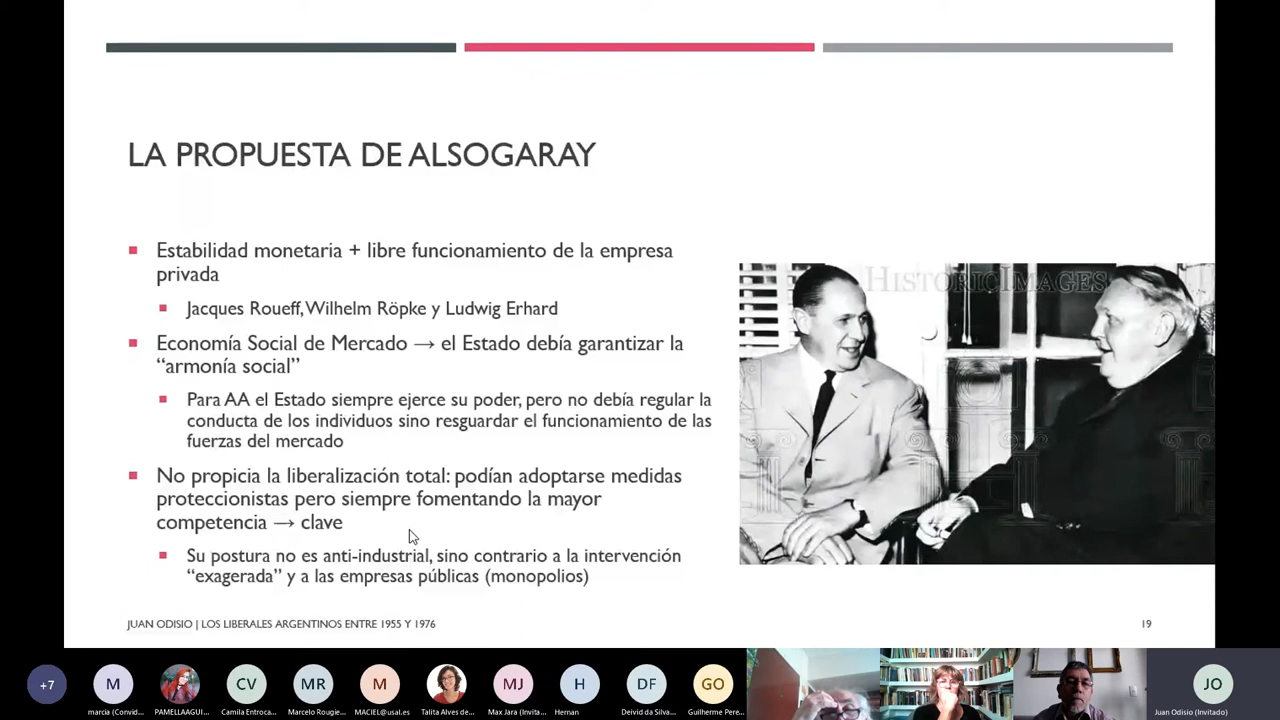 LA PROPUESTA DE ALSOGARAY
Estabilidad monetaria + libre funcionamiento de la empresa
privada
Jacques Roueff, Wilhelm Röpke y Ludwig Erhard
Economía Social de Mercado → el Estado debía garantizar la
“armonía social”
Para AA el Estado siempre ejerce su poder, pero no debía regular la
conducta de los individuos sino resguardar el funcionamiento de las
fuerzas del mercado
No propicia la liberalización total: podían adoptarse medidas
proteccionistas pero siempre fomentando la mayor
competencia → clave
Su postura no es anti-industrial, sino contrario a la intervención
“exagerada” y a las empresas públicas (monopolios)
HISTORICIMAGES
JUAN ODISIO | LOS LIBERALES ARGENTINOS ENTRE 1955 Y 1976
19
+7
M
CV
MR
M
MJ
H
DF
GO
JO
marcia (Convid...
PAMELLAAGUI...
Camila Entroca...
Marcelo Rougie...
MACIEL@usal.es
Talita Alves de...
Max Jara (Invita...
Hernan
Deivid da Silva...
Guilherme Pere...
Juan Odisio (Invitado)